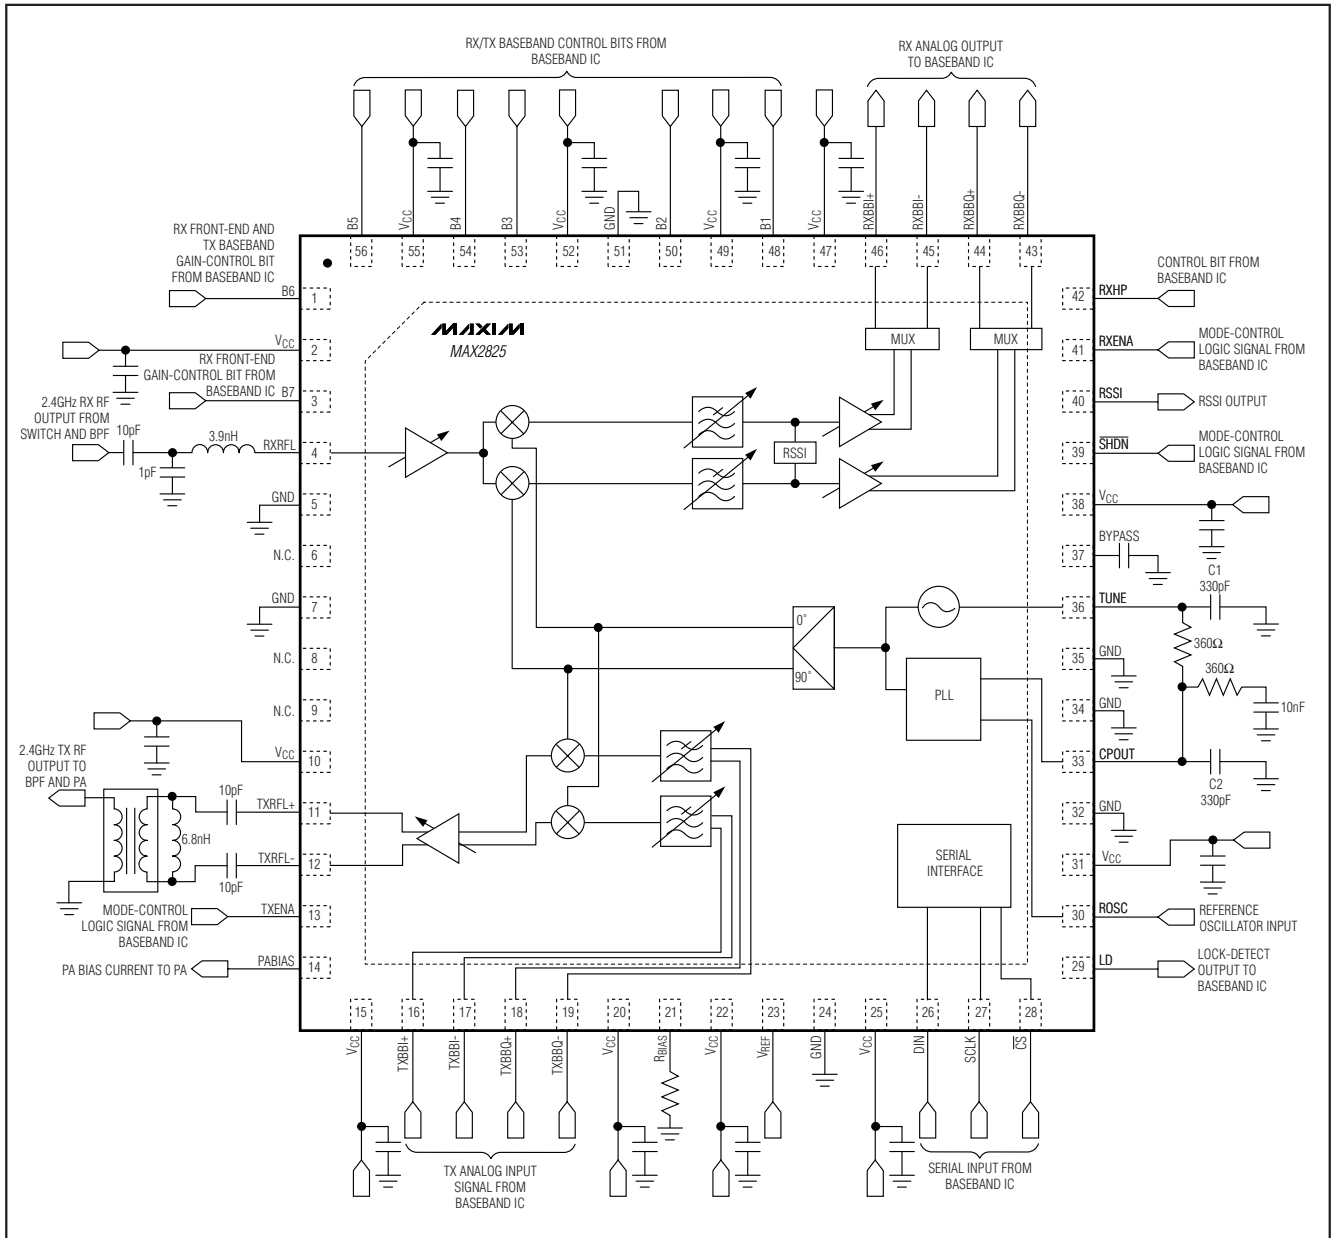 RX/TX BASEBAND CONTROL BITS FROM
BASEBAND IC
RX ANALOG OUTPUT
TO BASEBAND IC
B5
VCC
B4
B3
VCC
GND
B2
VCC
B1
VCC
RXBBI+
RXBBI-
RXBBQ+
RXBBQ-
56
55
54
53
52
51
50
49
48
47
46
45
44
43
RX FRONT-END AND
TX BASEBAND
GAIN-CONTROL BIT
FROM BASEBAND IC
B6
1
VCC
2
RX FRONT-END
GAIN-CONTROL BIT FROM
BASEBAND IC
B7
3
2.4GHz RX RF
OUTPUT FROM
SWITCH AND BPF
10pF
1pF
3.9nH
RXRFL
4
GND
5
N.C.
6
GND
7
N.C.
8
N.C.
9
VCC
10
2.4GHz TX RF
OUTPUT TO
BPF AND PA
10pF
TXRFL+
11
6.8nH
TXRFL-
12
10pF
MODE-CONTROL
LOGIC SIGNAL FROM
BASEBAND IC
TXENA
13
PA BIAS CURRENT TO PA
PABIAS
14
MAXIM
MAX2825
MUX
MUX
RSSI
0°
90°
PLL
SERIAL
INTERFACE
CONTROL BIT FROM
BASEBAND IC
42
RXHP
41
RXENA
MODE-CONTROL
LOGIC SIGNAL FROM
BASEBAND IC
40
RSSI
RSSI OUTPUT
39
SHDN
MODE-CONTROL
LOGIC SIGNAL FROM
BASEBAND IC
38
VCC
37
BYPASS
C1
330pF
36
TUNE
360Ω
35
GND
360Ω
34
GND
10nF
33
CPOUT
C2
330pF
32
GND
31
VCC
30
ROSC
REFERENCE
OSCILLATOR INPUT
29
LD
LOCK-DETECT
OUTPUT TO
BASEBAND IC
15
16
17
18
19
20
21
22
23
24
25
26
27
28
VCC
TXBBI+
TXBBI-
TXBBQ+
TXBBQ-
VCC
RBIAS
VCC
VREF
GND
VCC
DIN
SCLK
CS
TX ANALOG INPUT
SIGNAL FROM
BASEBAND IC
SERIAL INPUT FROM
BASEBAND IC